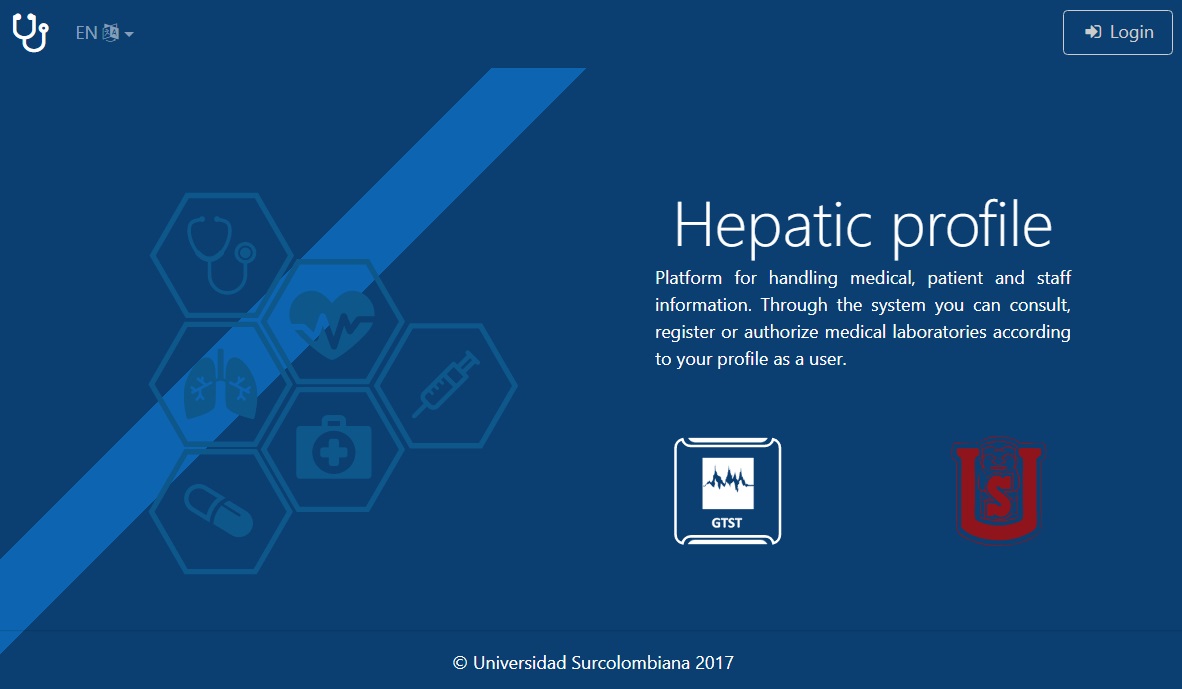 EN
Login
Hepatic profile
Platform for handling medical, patient and staff
information. Through the system you can consult,
register or authorize medical laboratories according
to your profile as a user.
GTST
U
S
© Universidad Surcolombiana 2017